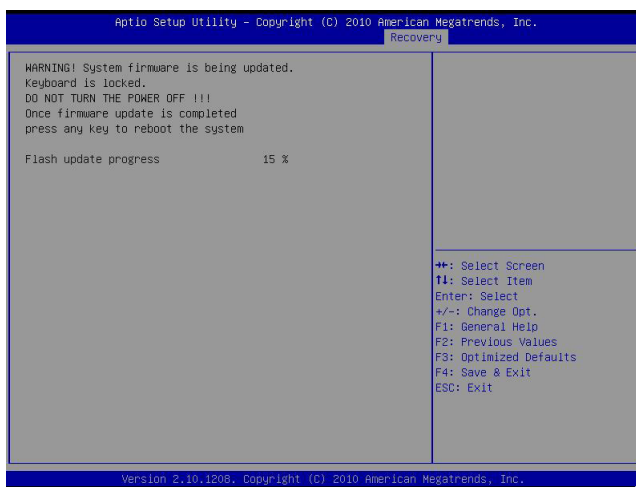 Aptio Setup Utility – Copyright (C) 2010 American Megatrends, Inc.
Recovery
WARNING! System firmware is being updated.
Keyboard is locked.
DO NOT TURN THE POWER OFF !!!
Once firmware update is completed
press any key to reboot the system
Flash update progress 15 %
→←: Select Screen
↑↓: Select Item
Enter: Select
+/-: Change Opt.
F1: General Help
F2: Previous Values
F3: Optimized Defaults
F4: Save & Exit
ESC: Exit
Version 2.10.1208. Copyright (C) 2010 American Megatrends, Inc.